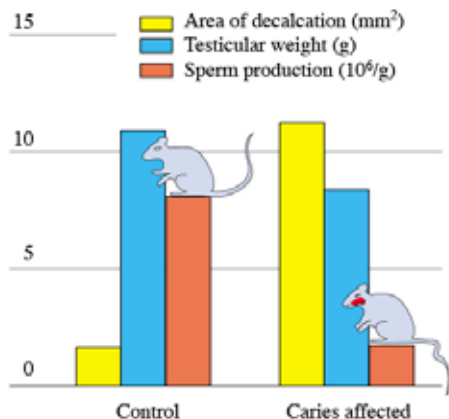 15
Area of decalcation (mm²)
Testicular weight (g)
Sperm production (10⁶/g)
10
5
0
Control
Caries affected